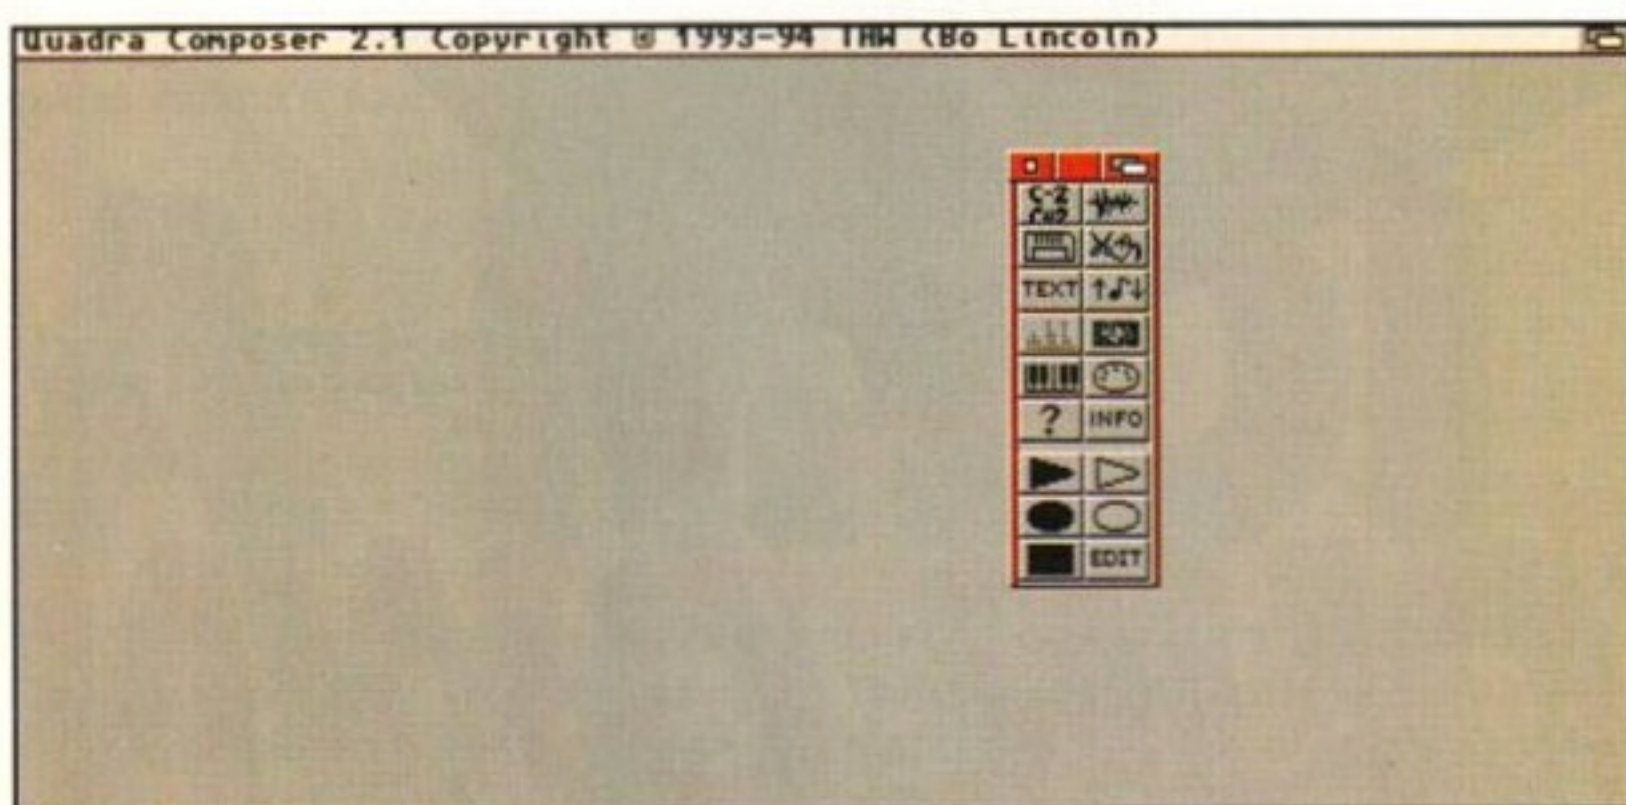 Quadra Composer 2.1 Copyright © 1993-94 THW (Bo Lincoln)
C-2
TEXT
? INFO
EDIT